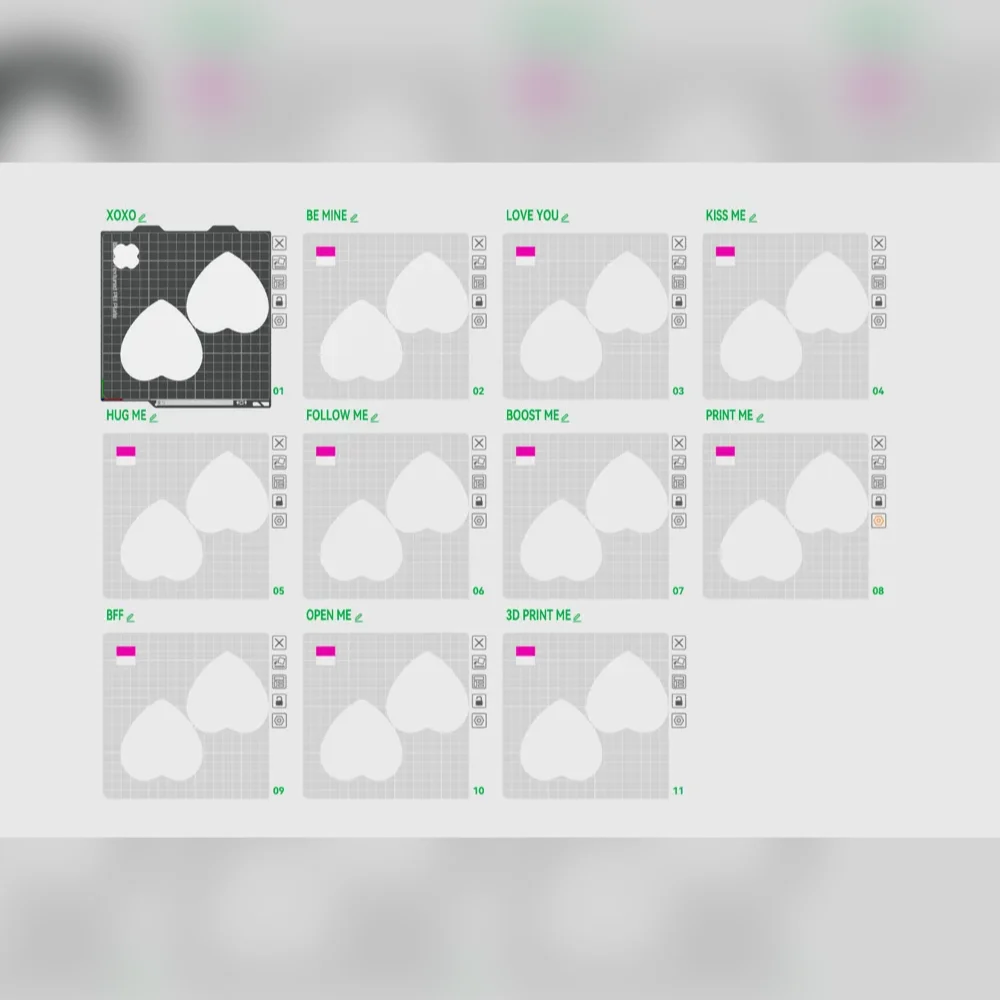 XOXO
BE MINE
LOVE YOU
KISS ME
01
02
03
04
HUG ME
FOLLOW ME
BOOST ME
PRINT ME
05
06
07
08
BFF
OPEN ME
3D PRINT ME
09
10
11